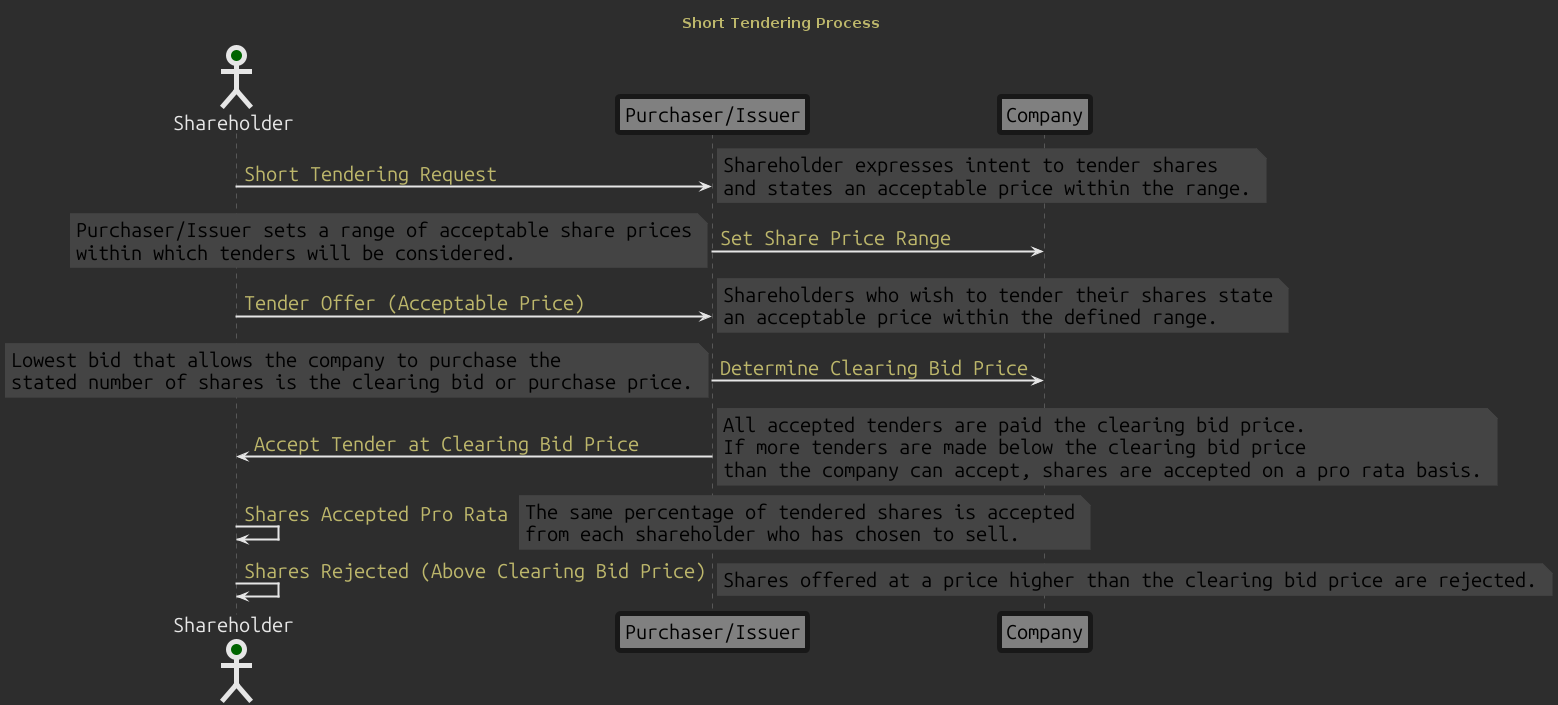 Short Tendering Process
Shareholder
Purchaser/Issuer
Company
Short Tendering Request
Shareholder expresses intent to tender shares
and states an acceptable price within the range.
Purchaser/Issuer sets a range of acceptable share prices
within which tenders will be considered.
Set Share Price Range
Tender Offer (Acceptable Price)
Shareholders who wish to tender their shares state
an acceptable price within the defined range.
Lowest bid that allows the company to purchase the
stated number of shares is the clearing bid or purchase price.
Determine Clearing Bid Price
Accept Tender at Clearing Bid Price
All accepted tenders are paid the clearing bid price.
If more tenders are made below the clearing bid price
than the company can accept, shares are accepted on a pro rata basis.
Shares Accepted Pro Rata
The same percentage of tendered shares is accepted
from each shareholder who has chosen to sell.
Shares Rejected (Above Clearing Bid Price)
Shares offered at a price higher than the clearing bid price are rejected.
Shareholder
Purchaser/Issuer
Company